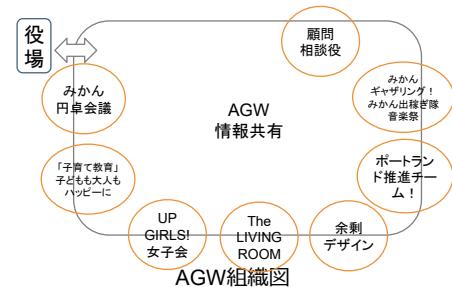 役
場
顧問
相談役
みかん
円卓会議
みかん
ギャザリング！
みかん出稼ぎ隊
音楽祭
AGW
情報共有
「子育て教育」
子どもも大人も
ハッピーに
ポートラン
ド推進チー
ム！
UP
GIRLS!
女子会
The
LIVING
ROOM
余剰
デザイン
AGW組織図